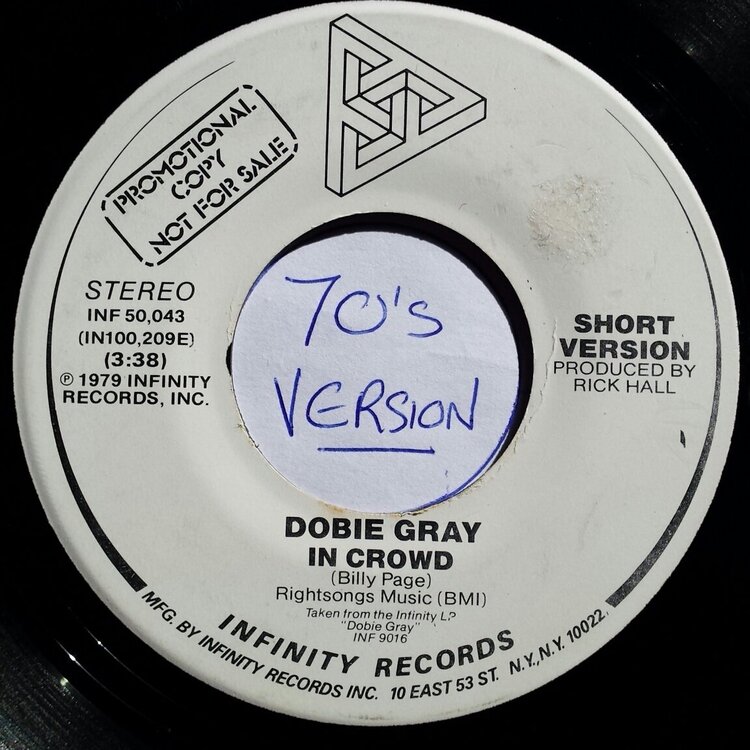 PROMOTIONAL
COPY
NOT FOR SALE
STEREO
INF 50,043
(IN100,209E)
(3:38)
℗ 1979 INFINITY
RECORDS, INC.
70's
VERSION
SHORT
VERSION
PRODUCED BY
RICK HALL
DOBIE GRAY
IN CROWD
(Billy Page)
Rightsongs Music (BMI)
Taken from the Infinity L.P.
"Dobie Gray"
INF 9016
INFINITY RECORDS
MFG. BY INFINITY RECORDS INC. 10 EAST 53 ST. N.Y., N.Y. 10022